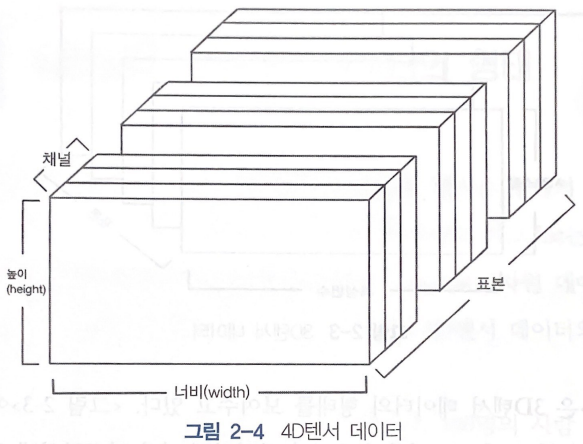 채널
높이
(height)
표본
너비(width)
그림 2-4 4D텐서 데이터